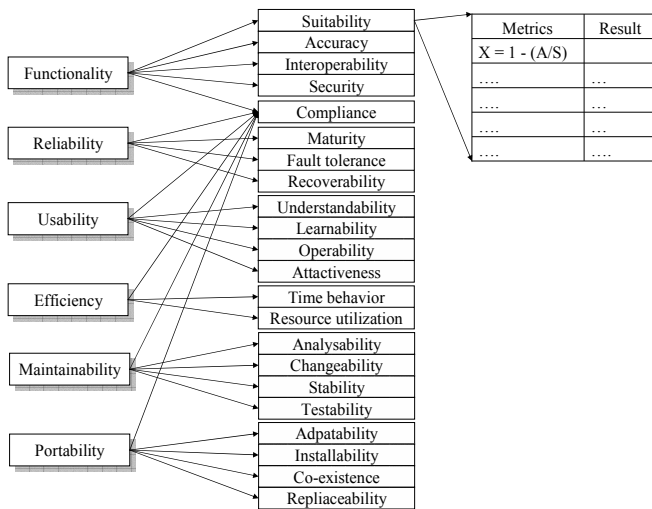 Functionality
Reliability
Usability
Efficiency
Maintainability
Portability
Suitability
Accuracy
Interoperability
Security
Compliance
Maturity
Fault tolerance
Recoverability
Understandability
Learnability
Operability
Attactiveness
Time behavior
Resource utilization
Analysability
Changeability
Stability
Testability
Adpatability
Installability
Co-existence
Repliaceability
Metrics Result
X = 1 - (A/S)
.... ...
.... ....
.... ....
.... ....